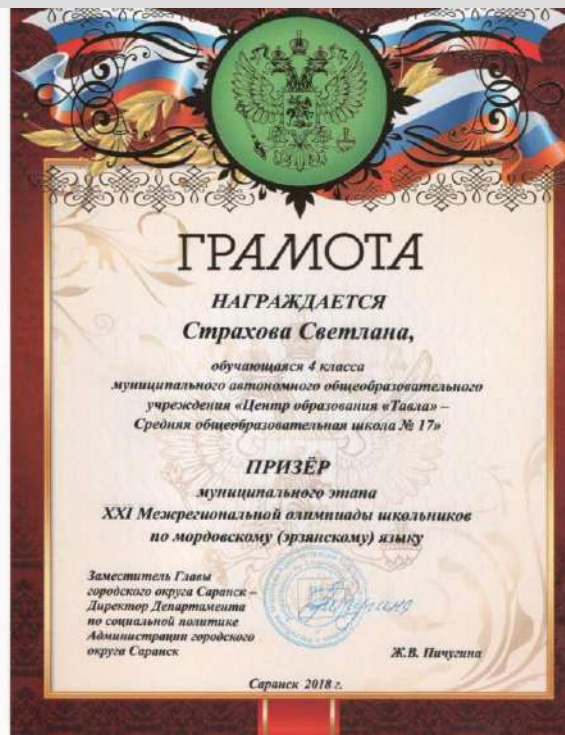 ГРАМОТА
НАГРАЖДАЕТСЯ
Страхова Светлана,
обучающаяся 4 класса
муниципального автономного общеобразовательного
учреждения «Центр образования «Тавла» –
Средняя общеобразовательная школа № 17»
ПРИЗЁР
муниципального этапа
XXI Межрегиональной олимпиады школьников
по мордовскому (эрзянскому) языку
Заместитель Главы
городского округа Саранск –
Директор Департамента
по социальной политике
Администрации городского
округа Саранск
Ж.В. Пичугина
Саранск 2018 г.